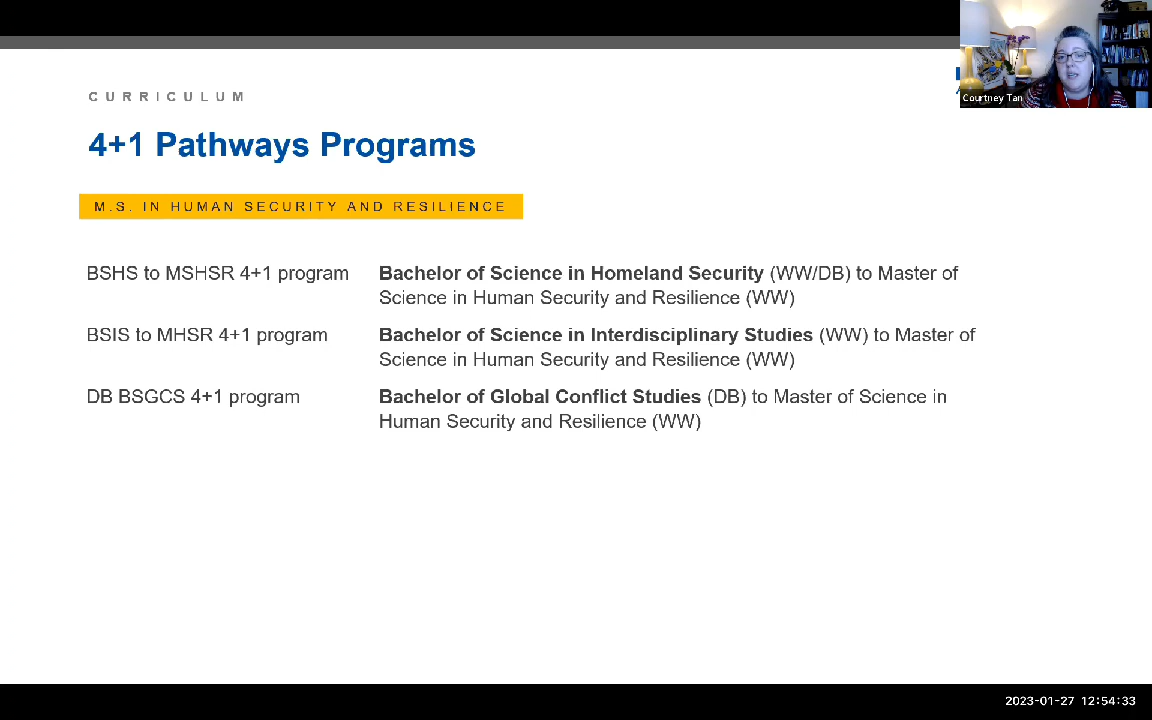 CURRICULUM
4+1 Pathways Programs
M.S. IN HUMAN SECURITY AND RESILIENCE
BSHS to MSHSR 4+1 program
Bachelor of Science in Homeland Security (WW/DB) to Master of
Science in Human Security and Resilience (WW)
BSIS to MHSR 4+1 program
Bachelor of Science in Interdisciplinary Studies (WW) to Master of
Science in Human Security and Resilience (WW)
DB BSGCS 4+1 program
Bachelor of Global Conflict Studies (DB) to Master of Science in
Human Security and Resilience (WW)
Courtney Tan
2023-01-27 12:54:33